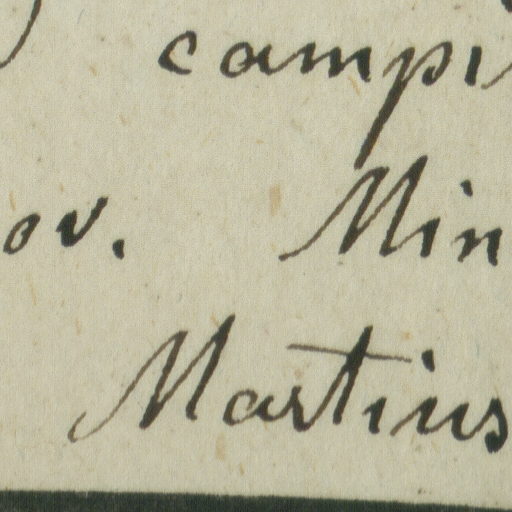 campi
ov. Min
Martius